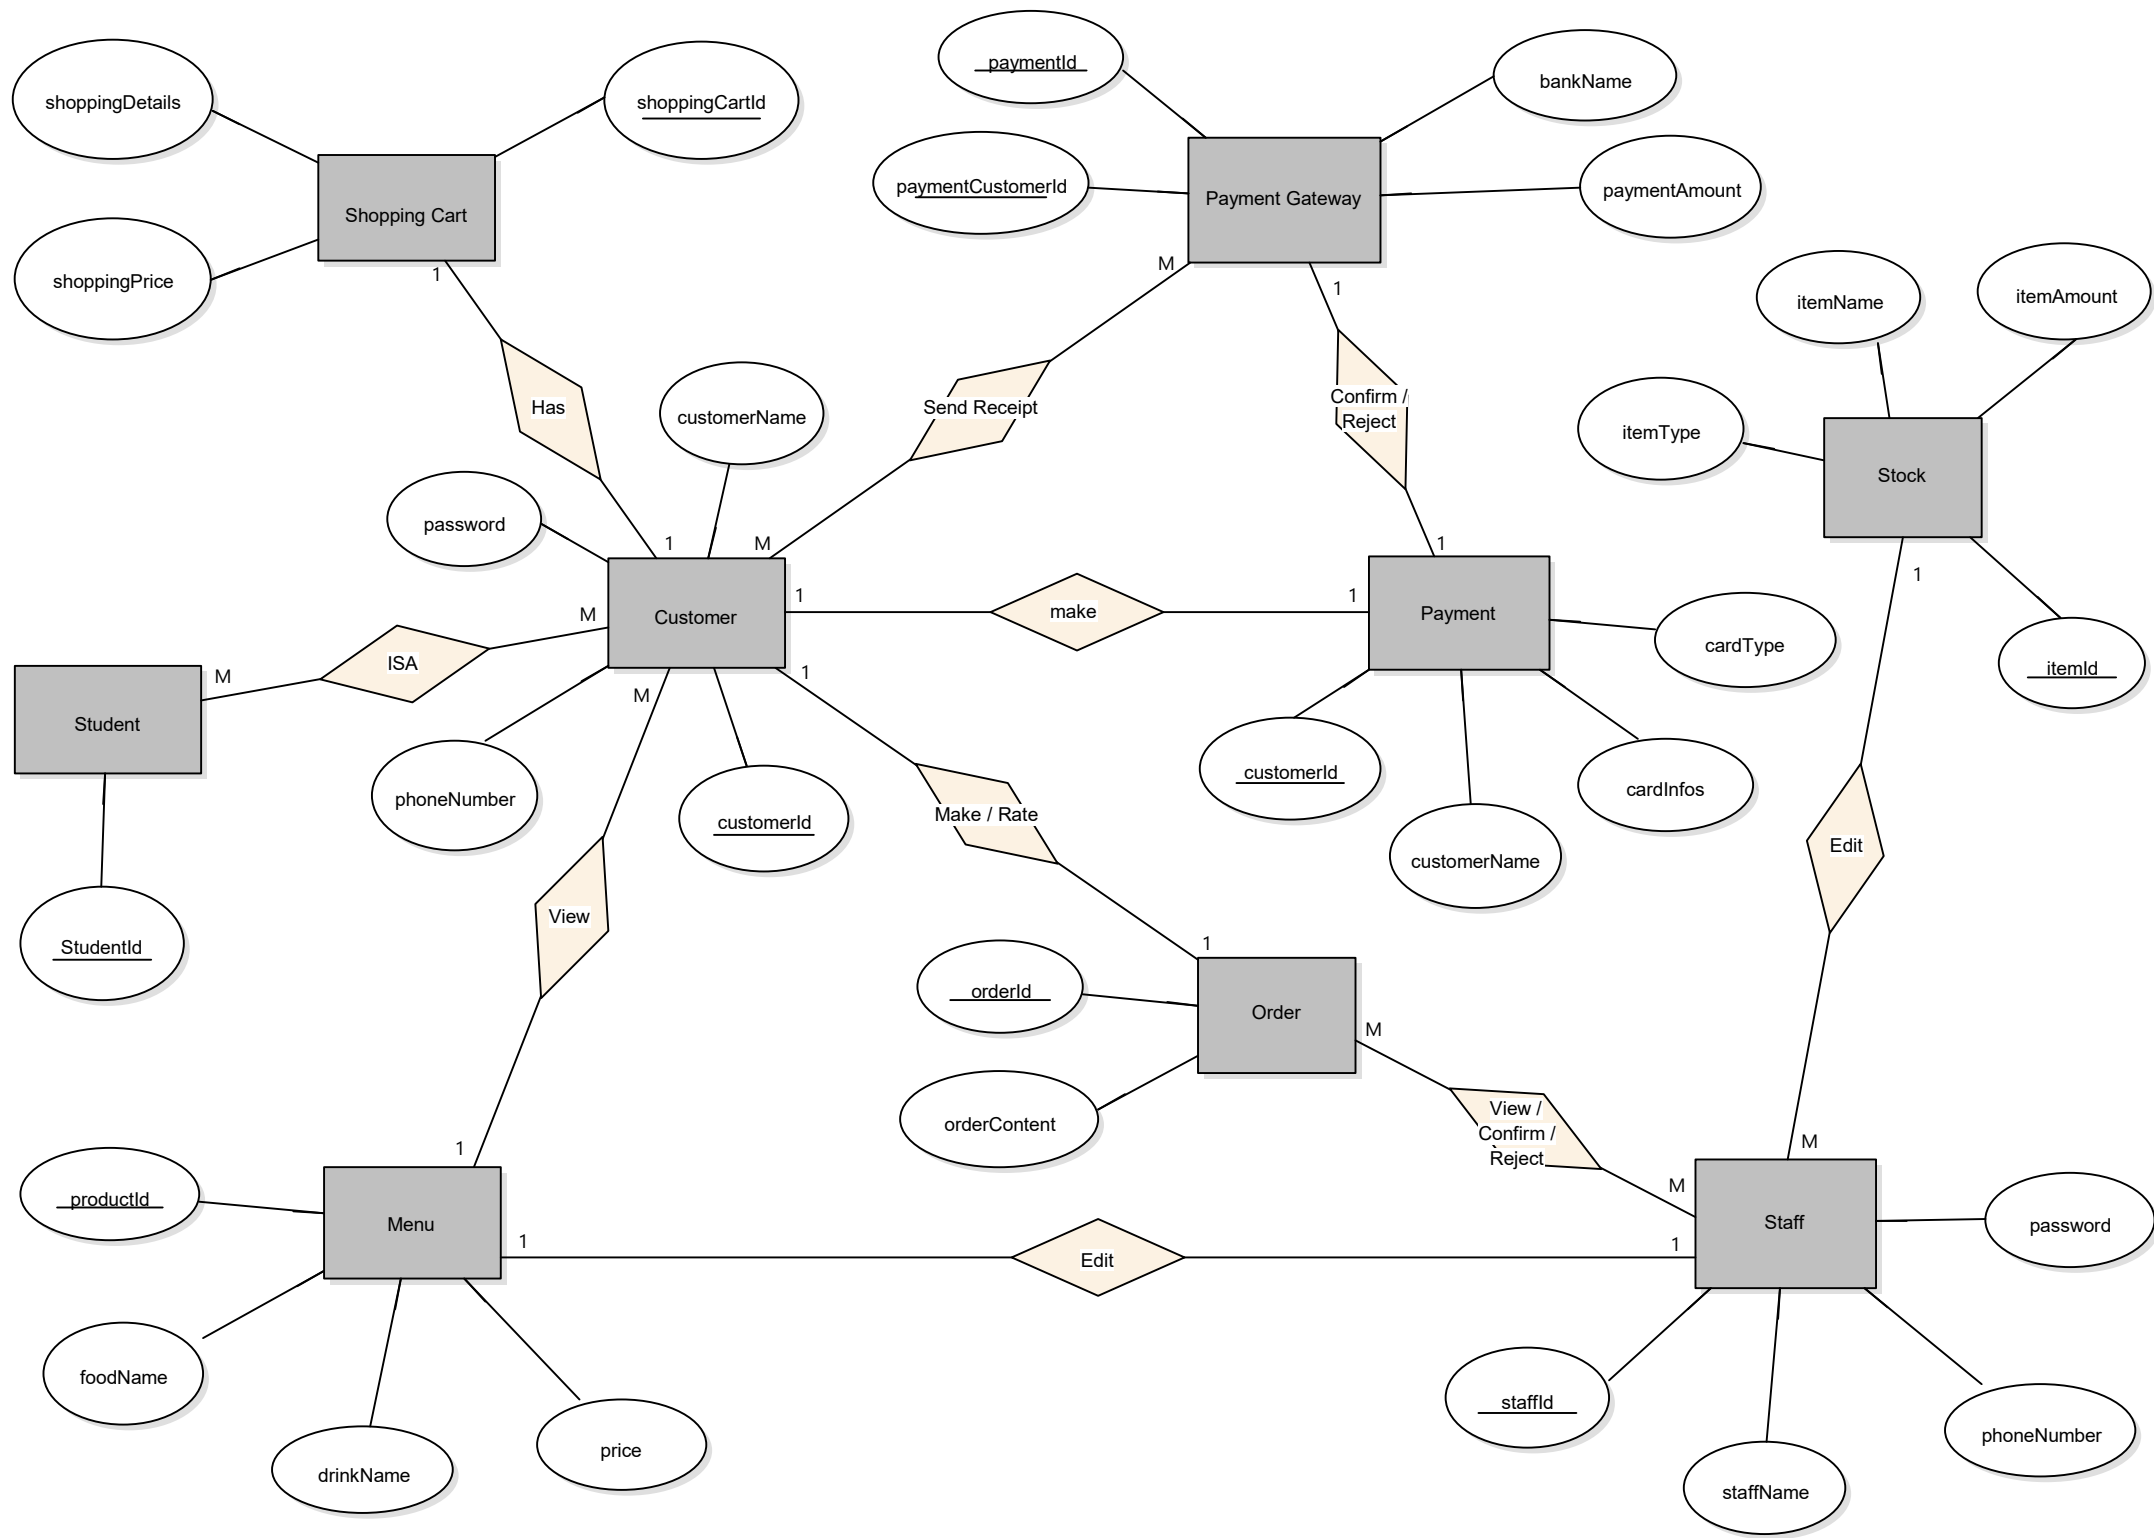 paymentId
bankName
shoppingDetails
shoppingCartId
paymentCustomerId
Payment Gateway
paymentAmount
Shopping Cart
M
1
1
shoppingPrice
itemName
itemAmount
Has
customerName
Send Receipt
Confirm /
Reject
itemType
Stock
password
1
M
1
1
M
Customer
1
make
1
Payment
cardType
ISA
M
Student
M
1
itemId
phoneNumber
customerId
Make / Rate
customerId
cardInfos
customerName
Edit
View
StudentId
1
orderId
Order
M
orderContent
View /
Confirm /
Reject
M
1
M
productId
Menu
1
Edit
1
Staff
password
foodName
drinkName
price
staffId
staffName
phoneNumber